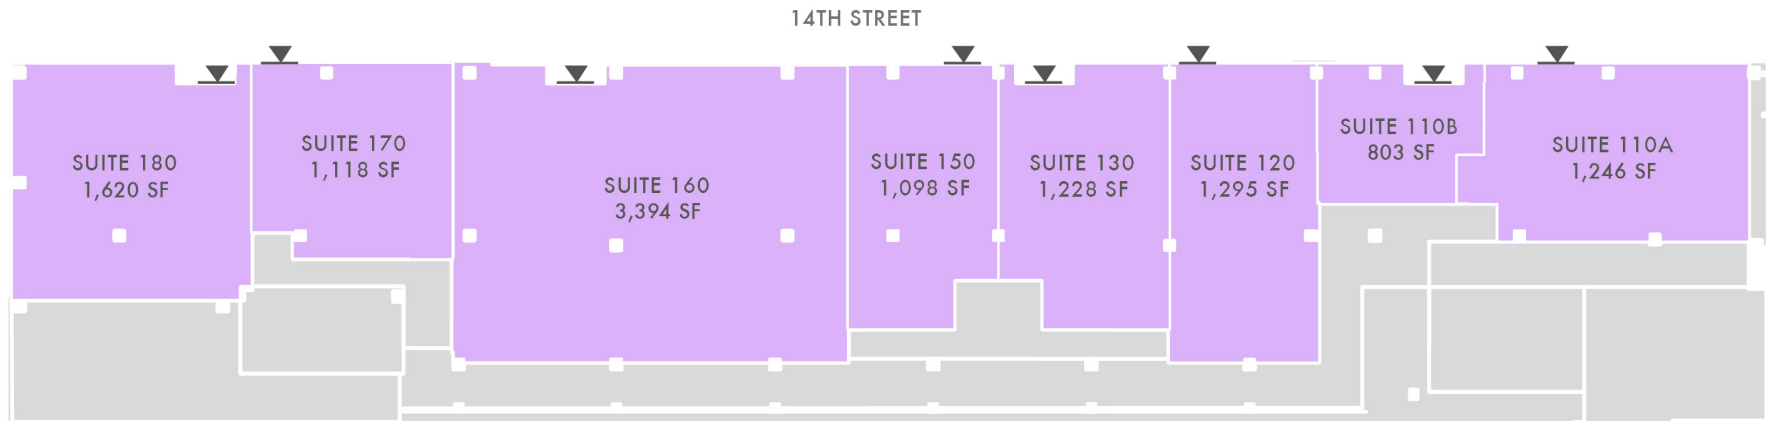 14TH STREET
SUITE 180
1,620 SF
SUITE 170
1,118 SF
SUITE 160
3,394 SF
SUITE 150
1,098 SF
SUITE 130
1,228 SF
SUITE 120
1,295 SF
SUITE 110B
803 SF
SUITE 110A
1,246 SF